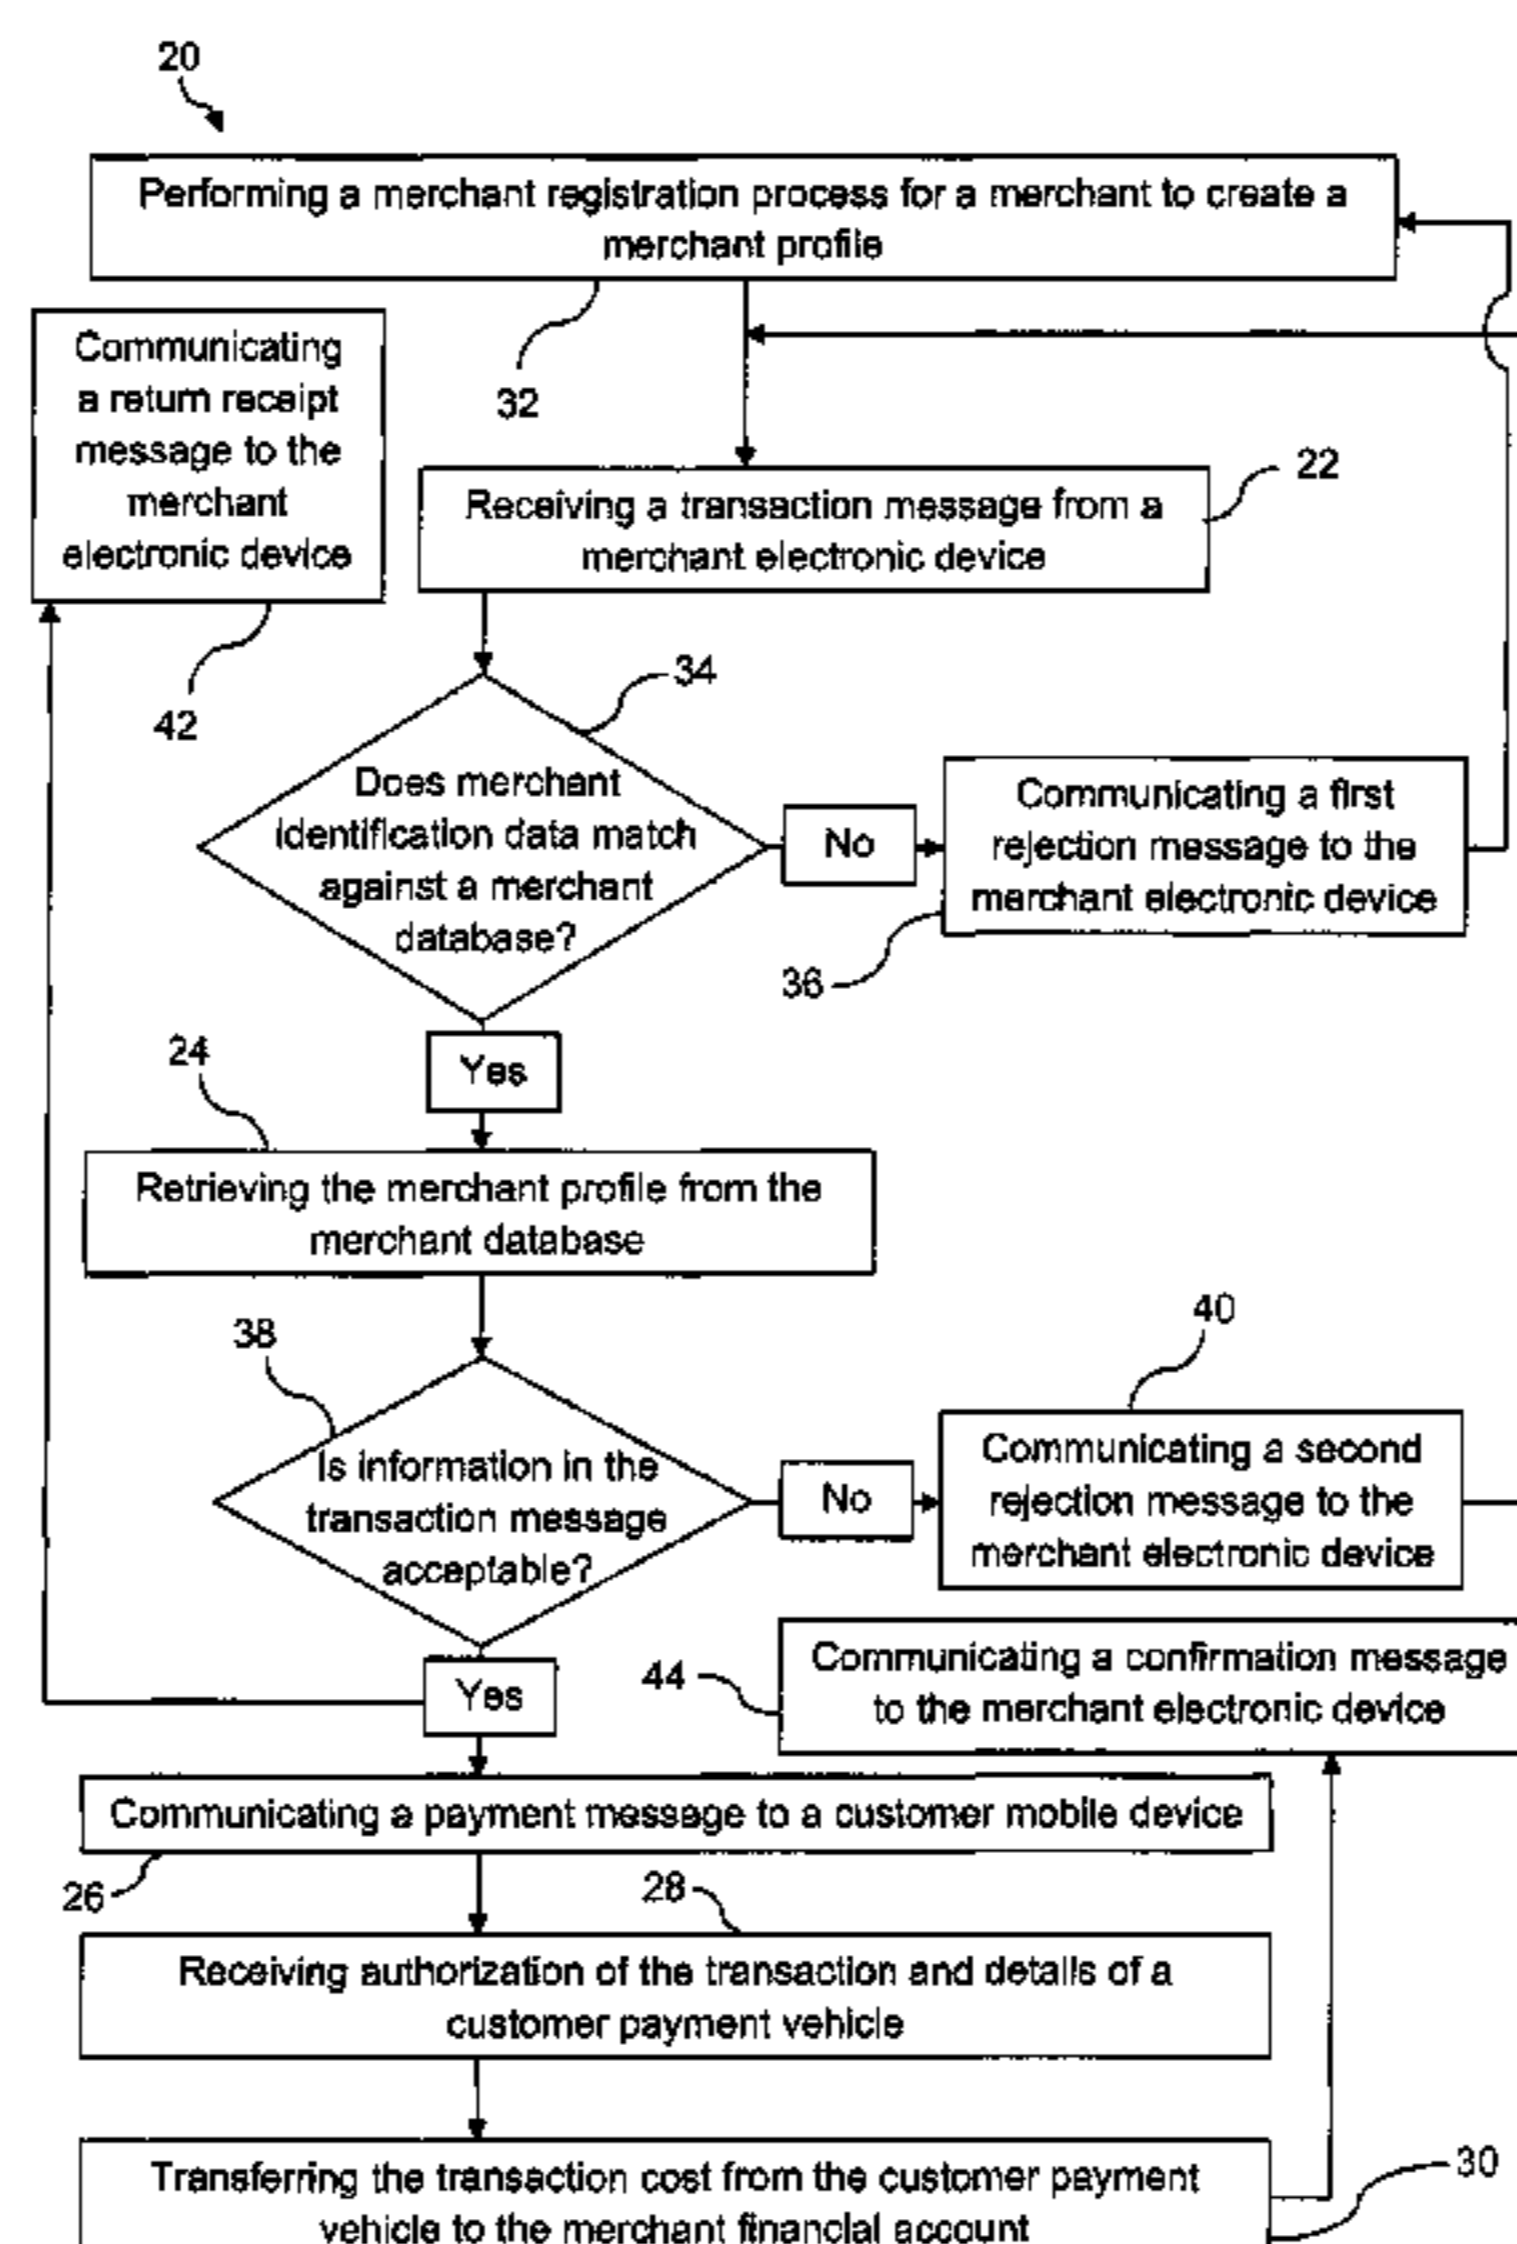 20
Performing a merchant registration process for a merchant to create a
merchant profile
32
Communicating
a return receipt
message to the
merchant
electronic device
42
Receiving a transaction message from a
merchant electronic device
22
34
Does merchant
identification data match
against a merchant
database?
No
Communicating a first
rejection message to the
merchant electronic device
36
Yes
24
Retrieving the merchant profile from the
merchant database
38
Is information in the
transaction message
acceptable?
No
40
Communicating a second
rejection message to the
merchant electronic device
Yes
44
Communicating a confirmation message
to the merchant electronic device
Communicating a payment message to a customer mobile device
26
28
Receiving authorization of the transaction and details of a
customer payment vehicle
Transferring the transaction cost from the customer payment
vehicle to the merchant financial account
30